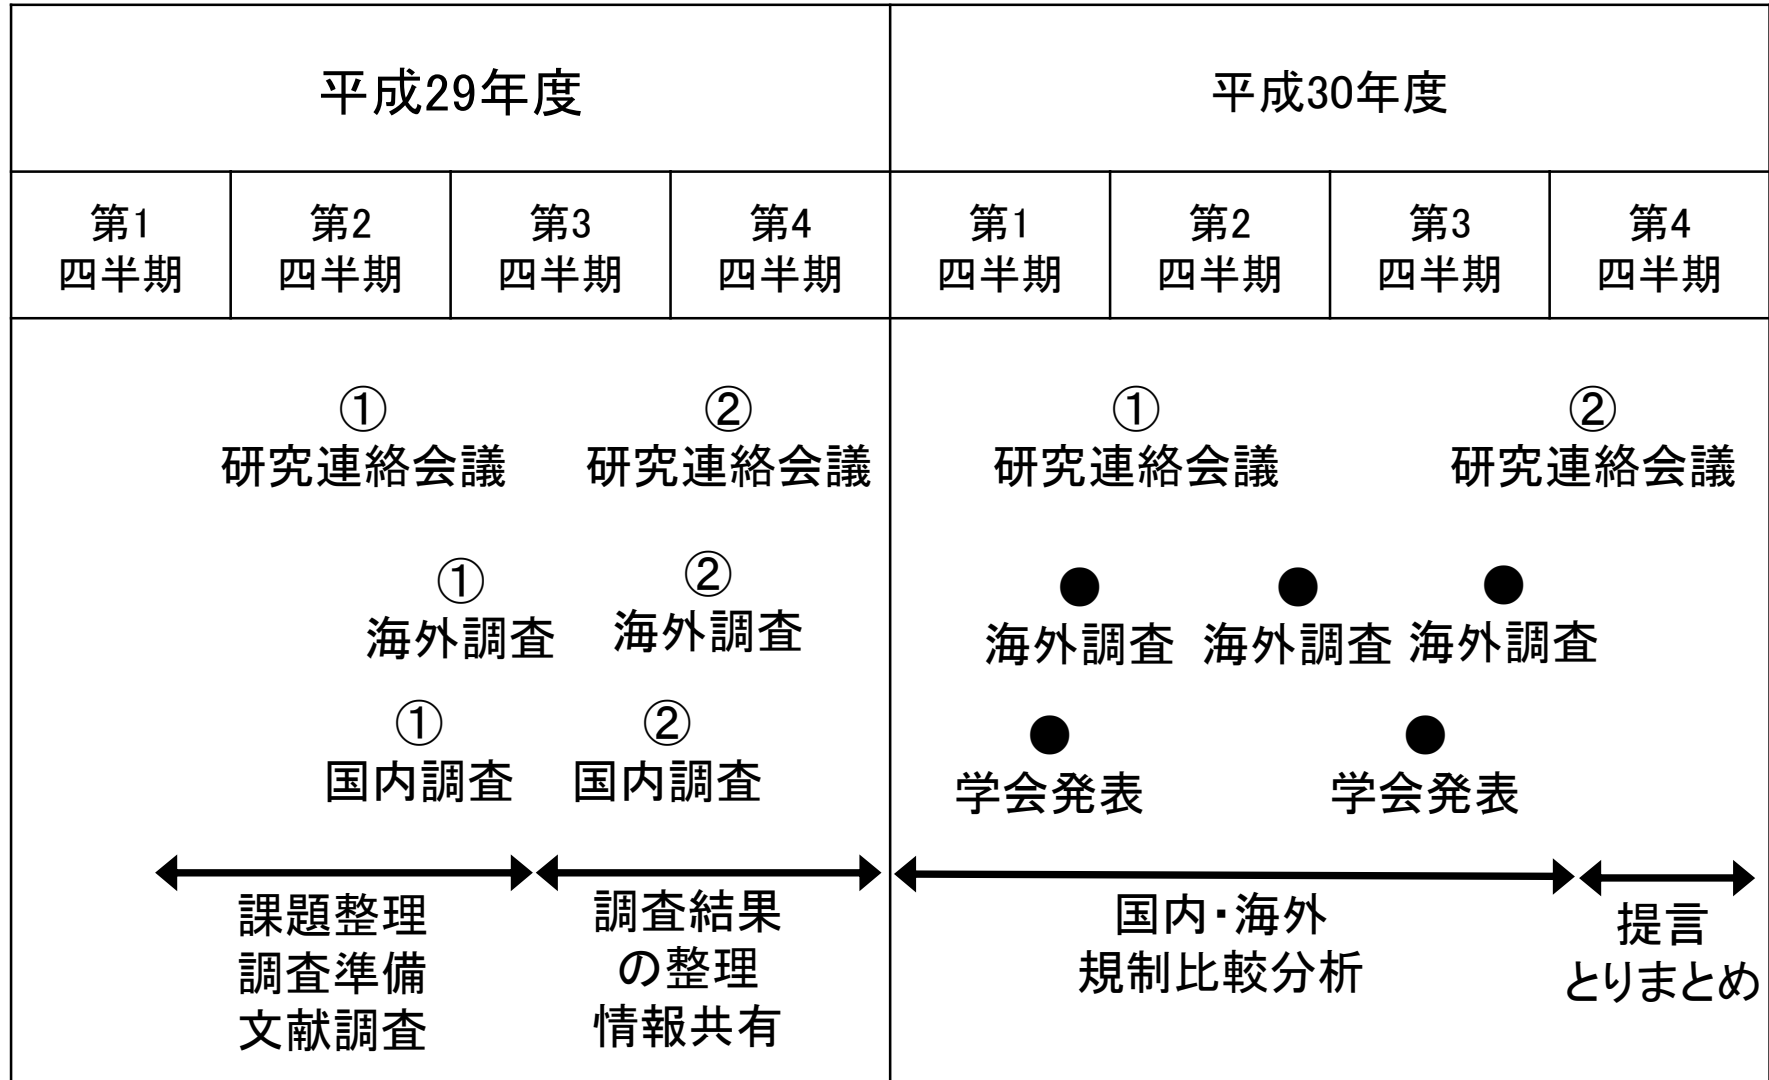 平成29年度
平成30年度
第1
四半期
第2
四半期
第3
四半期
第4
四半期
第1
四半期
第2
四半期
第3
四半期
第4
四半期
①
研究連絡会議
②
研究連絡会議
①
研究連絡会議
②
研究連絡会議
①
海外調査
②
海外調査
●
海外調査
●
海外調査
●
海外調査
①
国内調査
②
国内調査
●
学会発表
●
学会発表
課題整理
調査準備
文献調査
調査結果
の整理
情報共有
国内・海外
規制比較分析
提言
とりまとめ